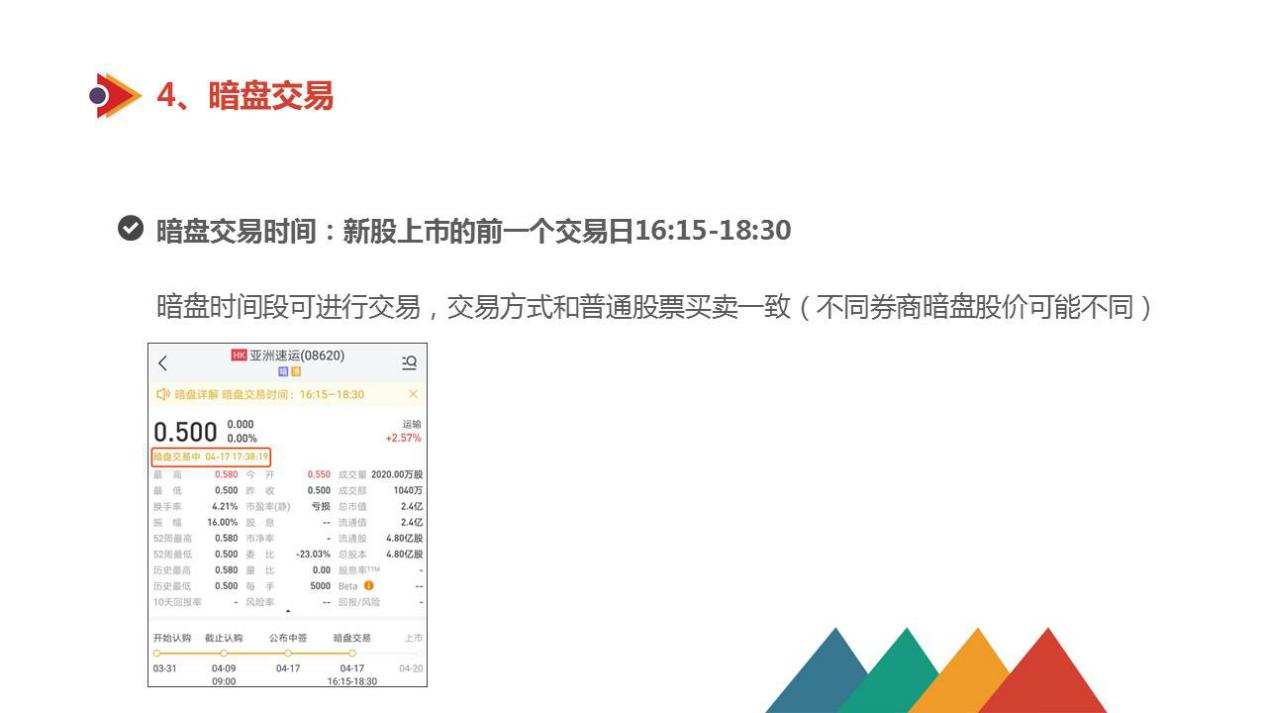 4、暗盘交易
暗盘交易时间：新股上市的前一个交易日16:15-18:30
暗盘时间段可进行交易，交易方式和普通股票买卖一致（不同券商暗盘股价可能不同）
HK 亚洲速运(08620)
暗盘详解 暗盘交易时间：16:15-18:30
0.500 0.000 运输
0.00% +2.57%
暗盘交易中 04-17 17:38:19
最高 0.580 今开 0.550 成交量 2020.00万股
最低 0.500 昨收 0.500 成交额 1040万
换手率 4.21% 市盈率(静) 亏损 总市值 2.4亿
振幅 16.00% 股息 -- 流通值 2.4亿
52周最高 0.580 市净率 - 流通股 4.80亿股
52周最低 0.500 委比 -23.03% 总股本 4.80亿股
历史最高 0.580 量比 0.00 股息率TTM -
历史最低 0.500 每手 5000 Beta --
10天回报率 - 风险率 -- 回报/风险 -
开始认购 截止认购 公布中签 暗盘交易 上市
03-31 04-09 04-17 04-17 04-20
09:00 16:15-18:30